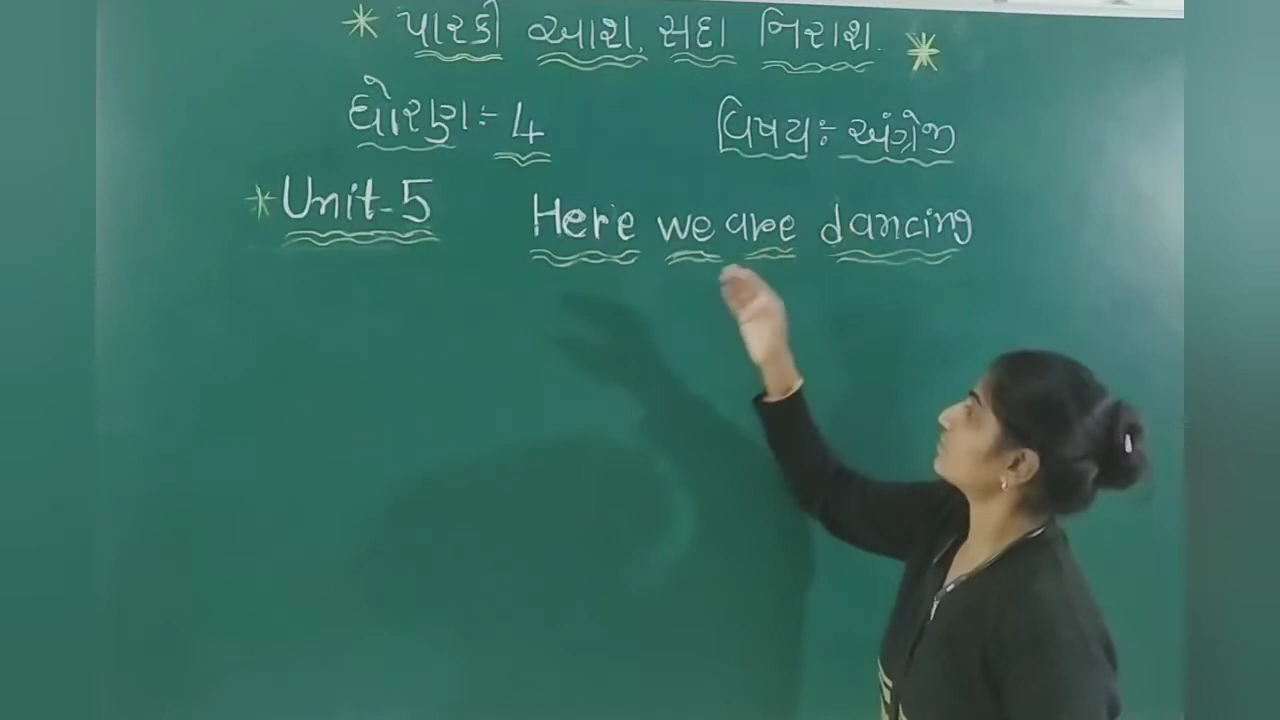 * પારકી આશ, સદા નિરાશ. *
ધોરણ:- 4 વિષય: અંગ્રેજી
* Unit-5 Here we are dancing